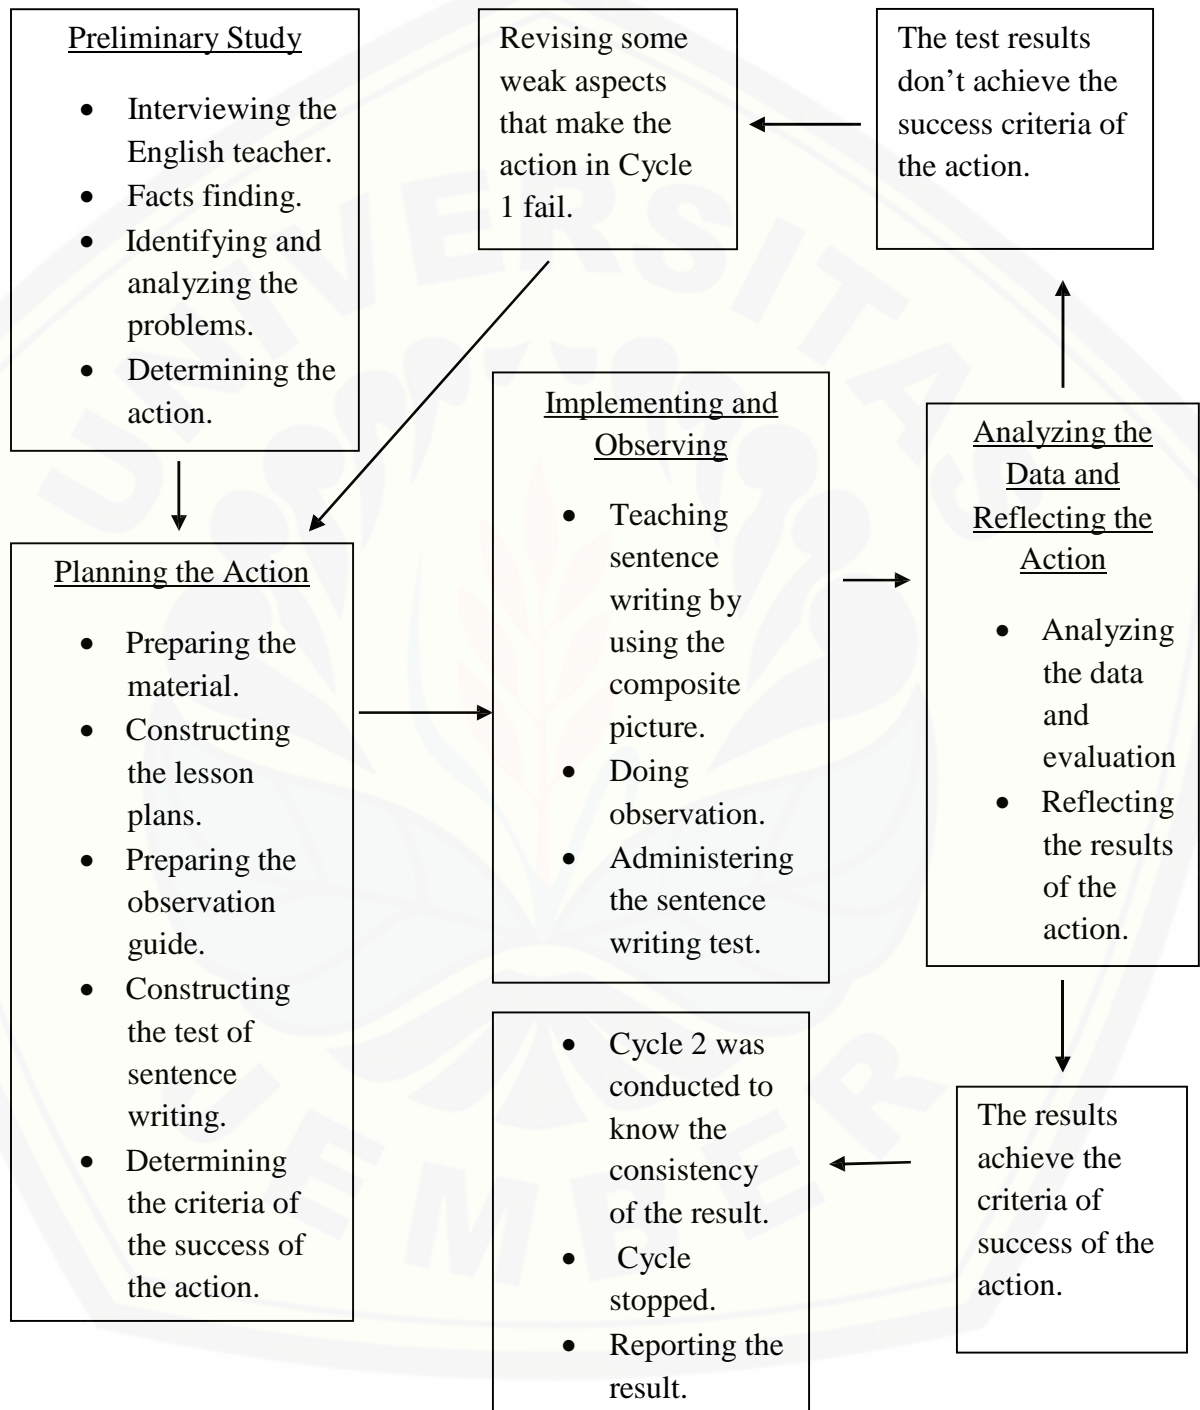 Preliminary Study
• Interviewing the
English teacher.
• Facts finding.
• Identifying and
analyzing the
problems.
• Determining the
action.
Revising some
weak aspects
that make the
action in Cycle
1 fail.
The test results
don’t achieve the
success criteria of
the action.
Planning the Action
• Preparing the
material.
• Constructing
the lesson
plans.
• Preparing the
observation
guide.
• Constructing
the test of
sentence
writing.
• Determining
the criteria of
the success of
the action.
Implementing and
Observing
• Teaching
sentence
writing by
using the
composite
picture.
• Doing
observation.
• Administering
the sentence
writing test.
Analyzing the
Data and
Reflecting the
Action
• Analyzing
the data
and
evaluation
• Reflecting
the results
of the
action.
The results
achieve the
criteria of
success of the
action.
• Cycle 2 was
conducted to
know the
consistency
of the result.
• Cycle
stopped.
• Reporting the
result.
UNIVERSITAS
JEMBER